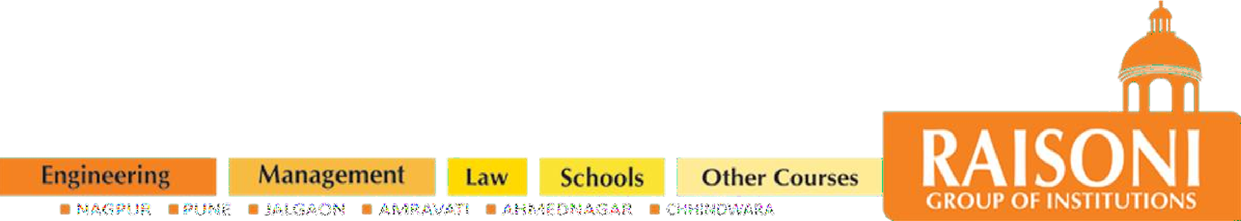 Engineering Management Law Schools Other Courses
NAGPUR PUNE JALGAON AMRAVATI AHMEDNAGAR CHHINDWARA
RAISONI
GROUP OF INSTITUTIONS